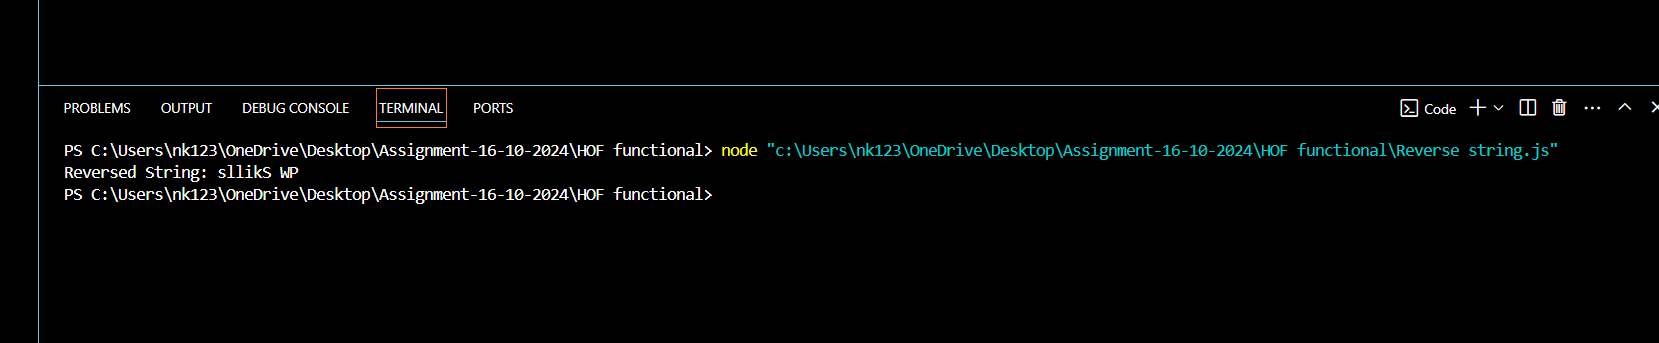 PROBLEMS OUTPUT DEBUG CONSOLE TERMINAL PORTS Code
PS C:\Users\nk123\OneDrive\Desktop\Assignment-16-10-2024\HOF functional> node "c:\Users\nk123\OneDrive\Desktop\Assignment-16-10-2024\HOF functional\Reverse string.js"
Reversed String: sllikS WP
PS C:\Users\nk123\OneDrive\Desktop\Assignment-16-10-2024\HOF functional>